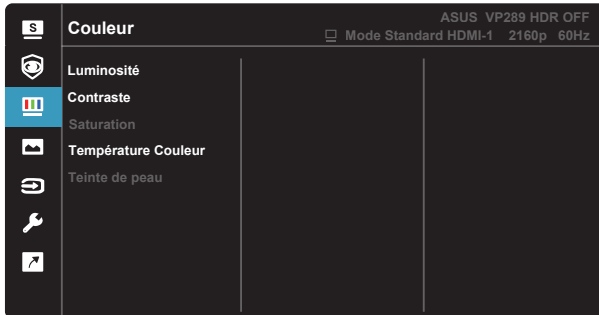 S
Couleur
ASUS VP289 HDR OFF
Mode Standard HDMI-1 2160p 60Hz
Luminosité
Contraste
Saturation
Température Couleur
Teinte de peau